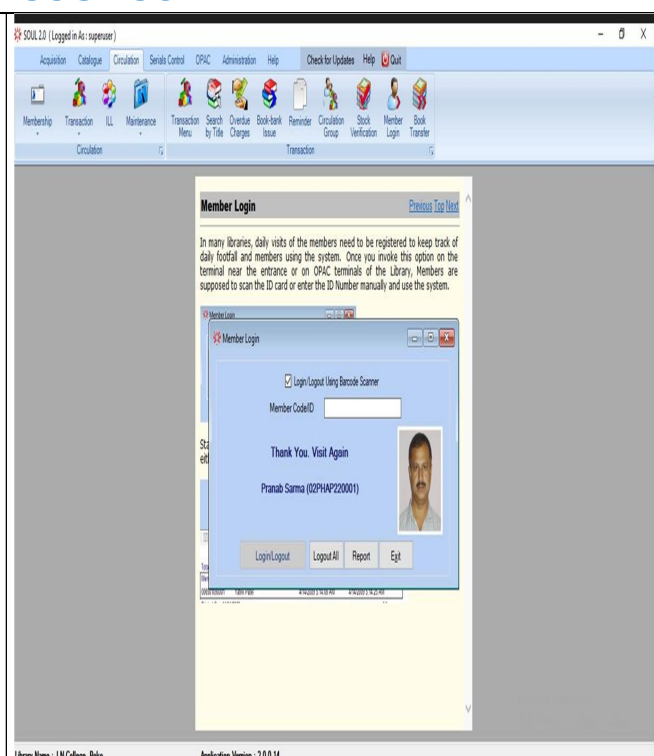 SOUL 2.0 ( Logged in As : superuser )
Acquisition Catalogue Circulation Serials Control OPAC Administration Help Check for Updates Help Quit
Membership Transaction ILL Maintenance Transaction Menu Search by Title Overdue Charges Book-bank Issue Reminder Circulation Group Stock Verification Member Login Book Transfer
Circulation Transaction
Member Login Previous Top Next
In many libraries, daily visits of the members need to be registered to keep track of
daily footfall and members using the system. Once you invoke this option on the
terminal near the entrance or on OPAC terminals of the Library, Members are
supposed to scan the ID card or enter the ID Number manually and use the system.
Member Login
Member Login
Login/Logout Using Barcode Scanner
Member Code/ID
Thank You. Visit Again
Pranab Sarma (02PHAP220001)
Login/Logout Logout All Report Exit
Library Name : LN College, Boko Application Version : 2.0.0.14